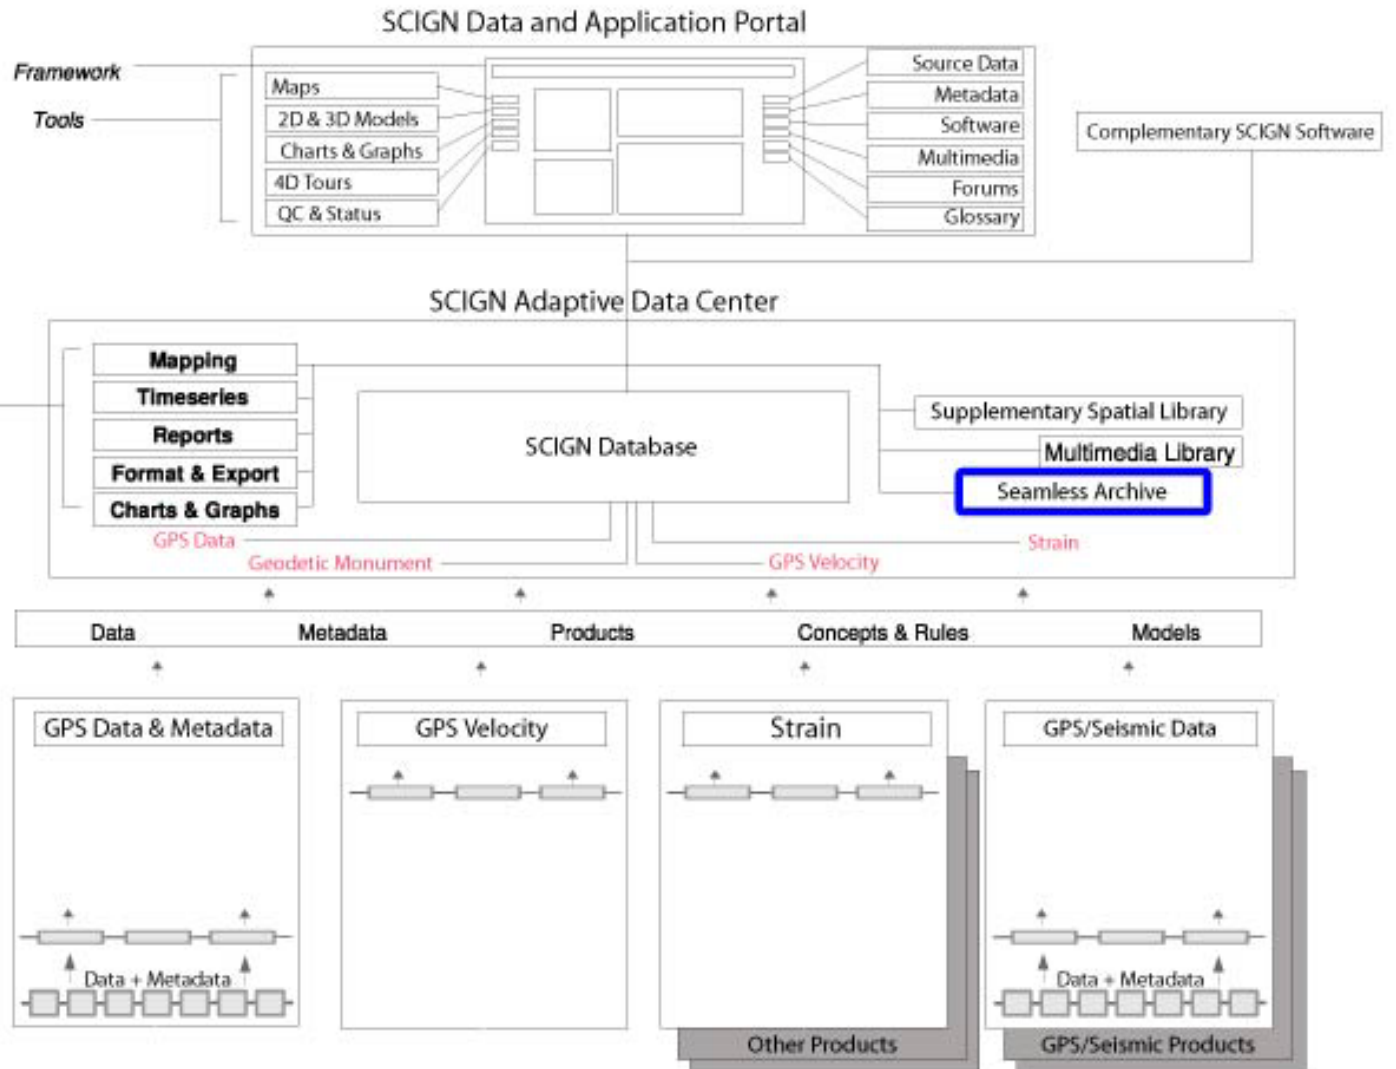 SCIGN Data and Application Portal
Framework
Tools
Maps
2D & 3D Models
Charts & Graphs
4D Tours
QC & Status
Source Data
Metadata
Software
Multimedia
Forums
Glossary
Complementary SCIGN Software
SCIGN Adaptive Data Center
Mapping
Timeseries
Reports
Format & Export
Charts & Graphs
SCIGN Database
Supplementary Spatial Library
Multimedia Library
Seamless Archive
GPS Data
Geodetic Monument
GPS Velocity
Strain
Data Metadata Products Concepts & Rules Models
GPS Data & Metadata
GPS Velocity
Strain
GPS/Seismic Data
Data + Metadata
Data + Metadata
Other Products
GPS/Seismic Products